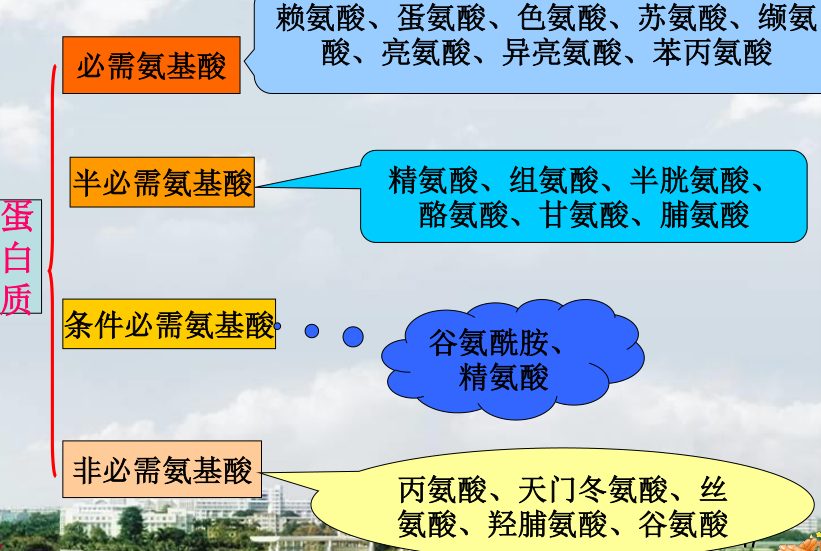 赖氨酸、蛋氨酸、色氨酸、苏氨酸、缬氨
酸、亮氨酸、异亮氨酸、苯丙氨酸
必需氨基酸
半必需氨基酸
精氨酸、组氨酸、半胱氨酸、
酪氨酸、甘氨酸、脯氨酸
蛋
白
质
条件必需氨基酸
谷氨酰胺、
精氨酸
非必需氨基酸
丙氨酸、天门冬氨酸、丝
氨酸、羟脯氨酸、谷氨酸